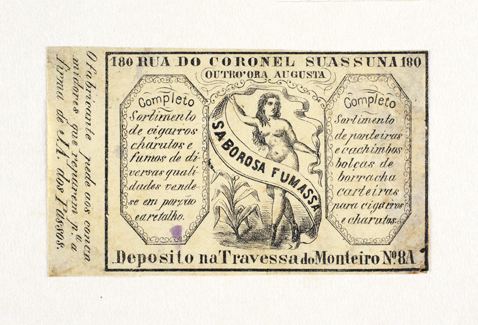 180 RUA DO CORONEL SUASSUNA 180
OUTR'ORA AUGUSTA
Completo
Sortimento
de cigarros
charutos e
fumos de di-
versas quali-
dades vende-
se em porção
e a retalho.
SABOROSA FUMASSA
Completo
Sortimento
de ponteiras
e cachimbos
bolças de
borracha
carteiras
para cigarros
e charutos.
Deposito na Travessa do Monteiro Nº 8A
O fabricante pede aos consu-
midores que reparem pª a
firma de J. A. dos Passos.